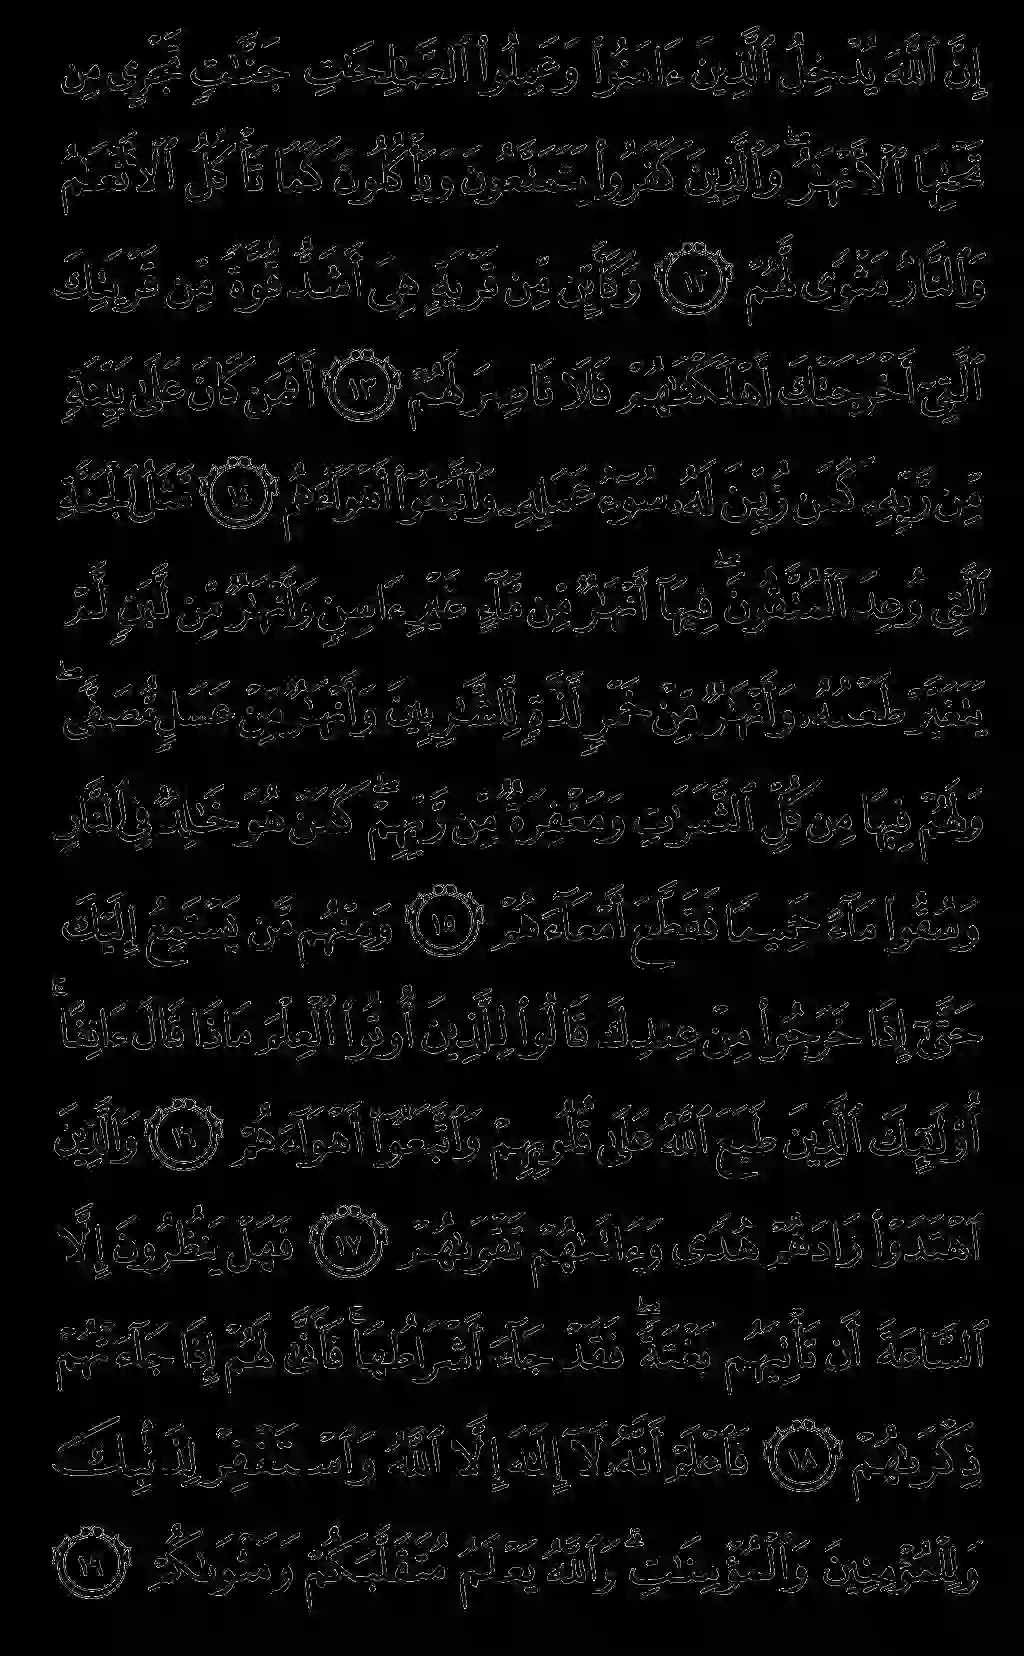 إِنَّ ٱللَّهَ يُدْخِلُ ٱلَّذِينَ ءَامَنُوا۟ وَعَمِلُوا۟ ٱلصَّـٰلِحَـٰتِ جَنَّـٰتٍ تَجْرِى مِن
تَحْتِهَا ٱلْأَنْهَـٰرُ ۖ وَٱلَّذِينَ كَفَرُوا۟ يَتَمَتَّعُونَ وَيَأْكُلُونَ كَمَا تَأْكُلُ ٱلْأَنْعَـٰمُ
وَٱلنَّارُ مَثْوًى لَّهُمْ ١٢ وَكَأَيِّن مِّن قَرْيَةٍ هِىَ أَشَدُّ قُوَّةً مِّن قَرْيَتِكَ
ٱلَّتِىٓ أَخْرَجَتْكَ أَهْلَكْنَـٰهُمْ فَلَا نَاصِرَ لَهُمْ ١٣ أَفَمَن كَانَ عَلَىٰ بَيِّنَةٍ
مِّن رَّبِّهِۦ كَمَن زُيِّنَ لَهُۥ سُوٓءُ عَمَلِهِۦ وَٱتَّبَعُوٓا۟ أَهْوَآءَهُم ١٤ مَّثَلُ ٱلْجَنَّةِ
ٱلَّتِى وُعِدَ ٱلْمُتَّقُونَ ۖ فِيهَآ أَنْهَـٰرٌ مِّن مَّآءٍ غَيْرِ ءَاسِنٍ وَأَنْهَـٰرٌ مِّن لَّبَنٍ لَّمْ
يَتَغَيَّرْ طَعْمُهُۥ وَأَنْهَـٰرٌ مِّنْ خَمْرٍ لَّذَّةٍ لِّلشَّـٰرِبِينَ وَأَنْهَـٰرٌ مِّنْ عَسَلٍ مُّصَفًّى ۖ
وَلَهُمْ فِيهَا مِن كُلِّ ٱلثَّمَرَٰتِ وَمَغْفِرَةٌ مِّن رَّبِّهِمْ ۖ كَمَنْ هُوَ خَـٰلِدٌ فِى ٱلنَّارِ
وَسُقُوا۟ مَآءً حَمِيمًا فَقَطَّعَ أَمْعَآءَهُمْ ١٥ وَمِنْهُم مَّن يَسْتَمِعُ إِلَيْكَ
حَتَّىٰٓ إِذَا خَرَجُوا۟ مِنْ عِندِكَ قَالُوا۟ لِلَّذِينَ أُوتُوا۟ ٱلْعِلْمَ مَاذَا قَالَ ءَانِفًا ۚ
أُو۟لَـٰٓئِكَ ٱلَّذِينَ طَبَعَ ٱللَّهُ عَلَىٰ قُلُوبِهِمْ وَٱتَّبَعُوٓا۟ أَهْوَآءَهُمْ ١٦ وَٱلَّذِينَ
ٱهْتَدَوْا۟ زَادَهُمْ هُدًى وَءَاتَىٰهُمْ تَقْوَىٰهُمْ ١٧ فَهَلْ يَنظُرُونَ إِلَّا
ٱلسَّاعَةَ أَن تَأْتِيَهُم بَغْتَةً ۖ فَقَدْ جَآءَ أَشْرَاطُهَا ۚ فَأَنَّىٰ لَهُمْ إِذَا جَآءَتْهُمْ
ذِكْرَىٰهُمْ ١٨ فَٱعْلَمْ أَنَّهُۥ لَآ إِلَـٰهَ إِلَّا ٱللَّهُ وَٱسْتَغْفِرْ لِذَنۢبِكَ
وَلِلْمُؤْمِنِينَ وَٱلْمُؤْمِنَـٰتِ ۗ وَٱللَّهُ يَعْلَمُ مُتَقَلَّبَكُمْ وَمَثْوَىٰكُمْ ١٩